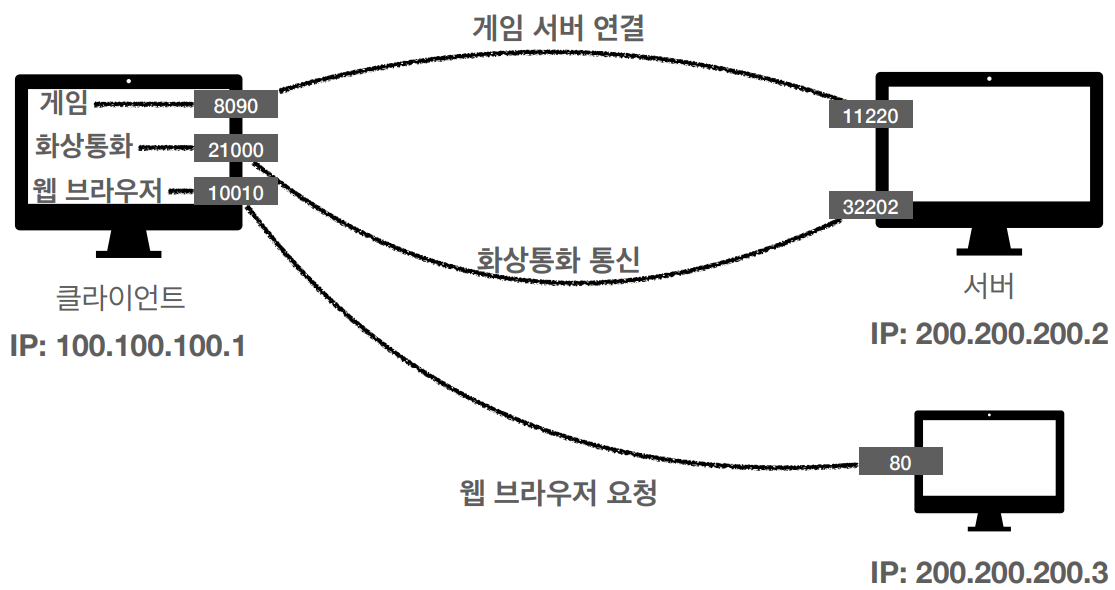 게임 서버 연결
게임 8090
화상통화 21000
웹 브라우저 10010
11220
32202
화상통화 통신
클라이언트
IP: 100.100.100.1
서버
IP: 200.200.200.2
80
웹 브라우저 요청
IP: 200.200.200.3